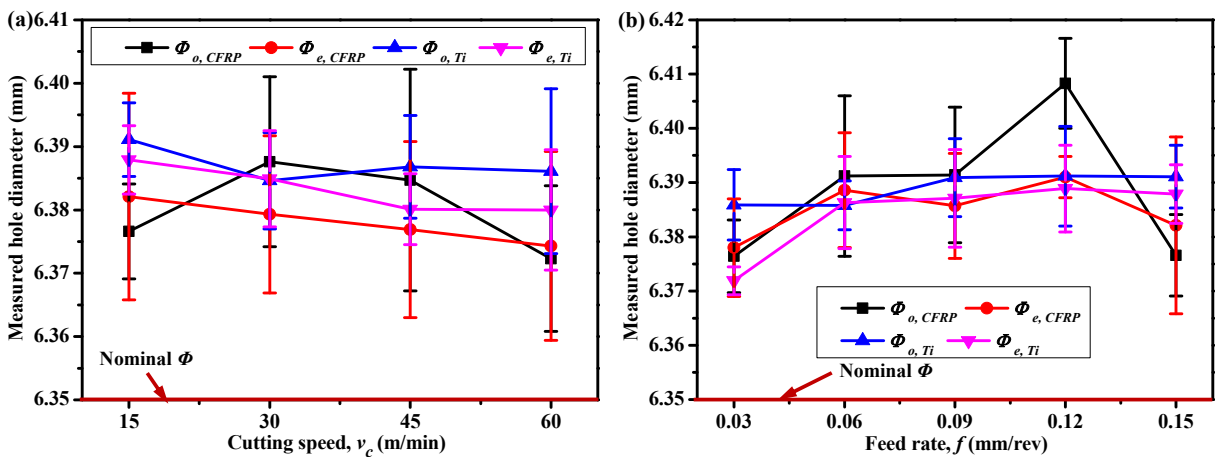 (a)
6.41
6.40
6.39
6.38
6.37
6.36
6.35
Measured hole diameter (mm)
Φo, CFRP Φe, CFRP Φo, Ti Φe, Ti
Nominal Φ
15 30 45 60
Cutting speed, vc (m/min)
(b)
6.42
6.41
6.40
6.39
6.38
6.37
6.36
6.35
Measured hole diameter (mm)
Φo, CFRP Φe, CFRP
Φo, Ti Φe, Ti
Nominal Φ
0.03 0.06 0.09 0.12 0.15
Feed rate, f (mm/rev)